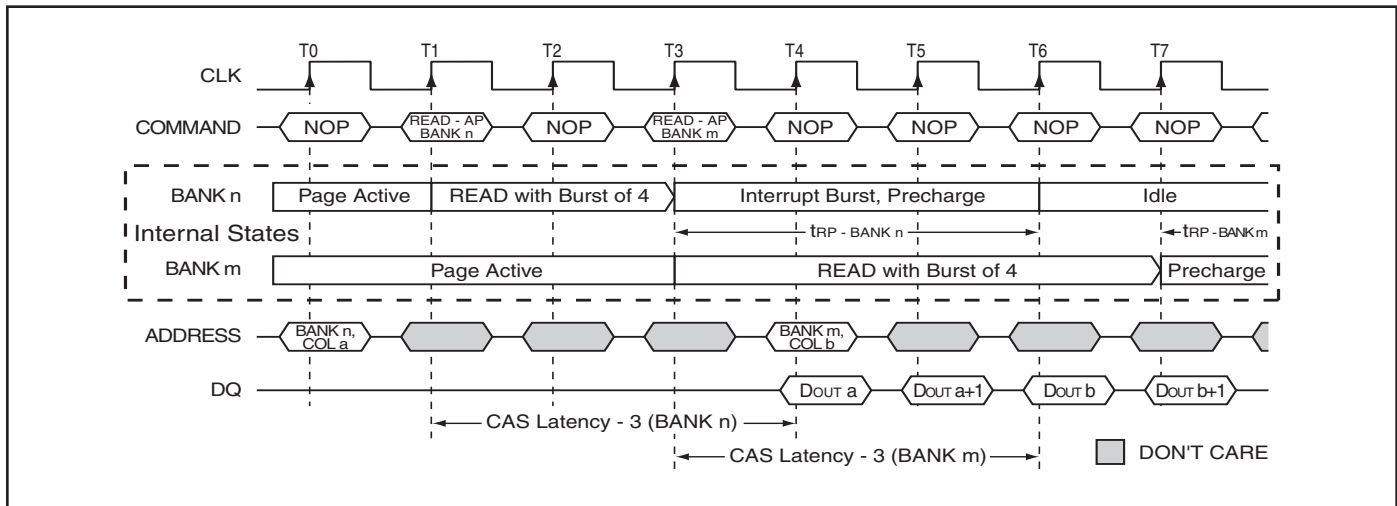 T0 T1 T2 T3 T4 T5 T6 T7
CLK
COMMAND NOP READ - AP BANK n NOP READ - AP BANK m NOP NOP NOP NOP
BANK n Page Active READ with Burst of 4 Interrupt Burst, Precharge Idle
Internal States tRP - BANK n tRP - BANK m
BANK m Page Active READ with Burst of 4 Precharge
ADDRESS BANK n, COL a BANK m, COL b
DQ DOUT a DOUT a+1 DOUT b DOUT b+1
CAS Latency - 3 (BANK n)
CAS Latency - 3 (BANK m) DON'T CARE